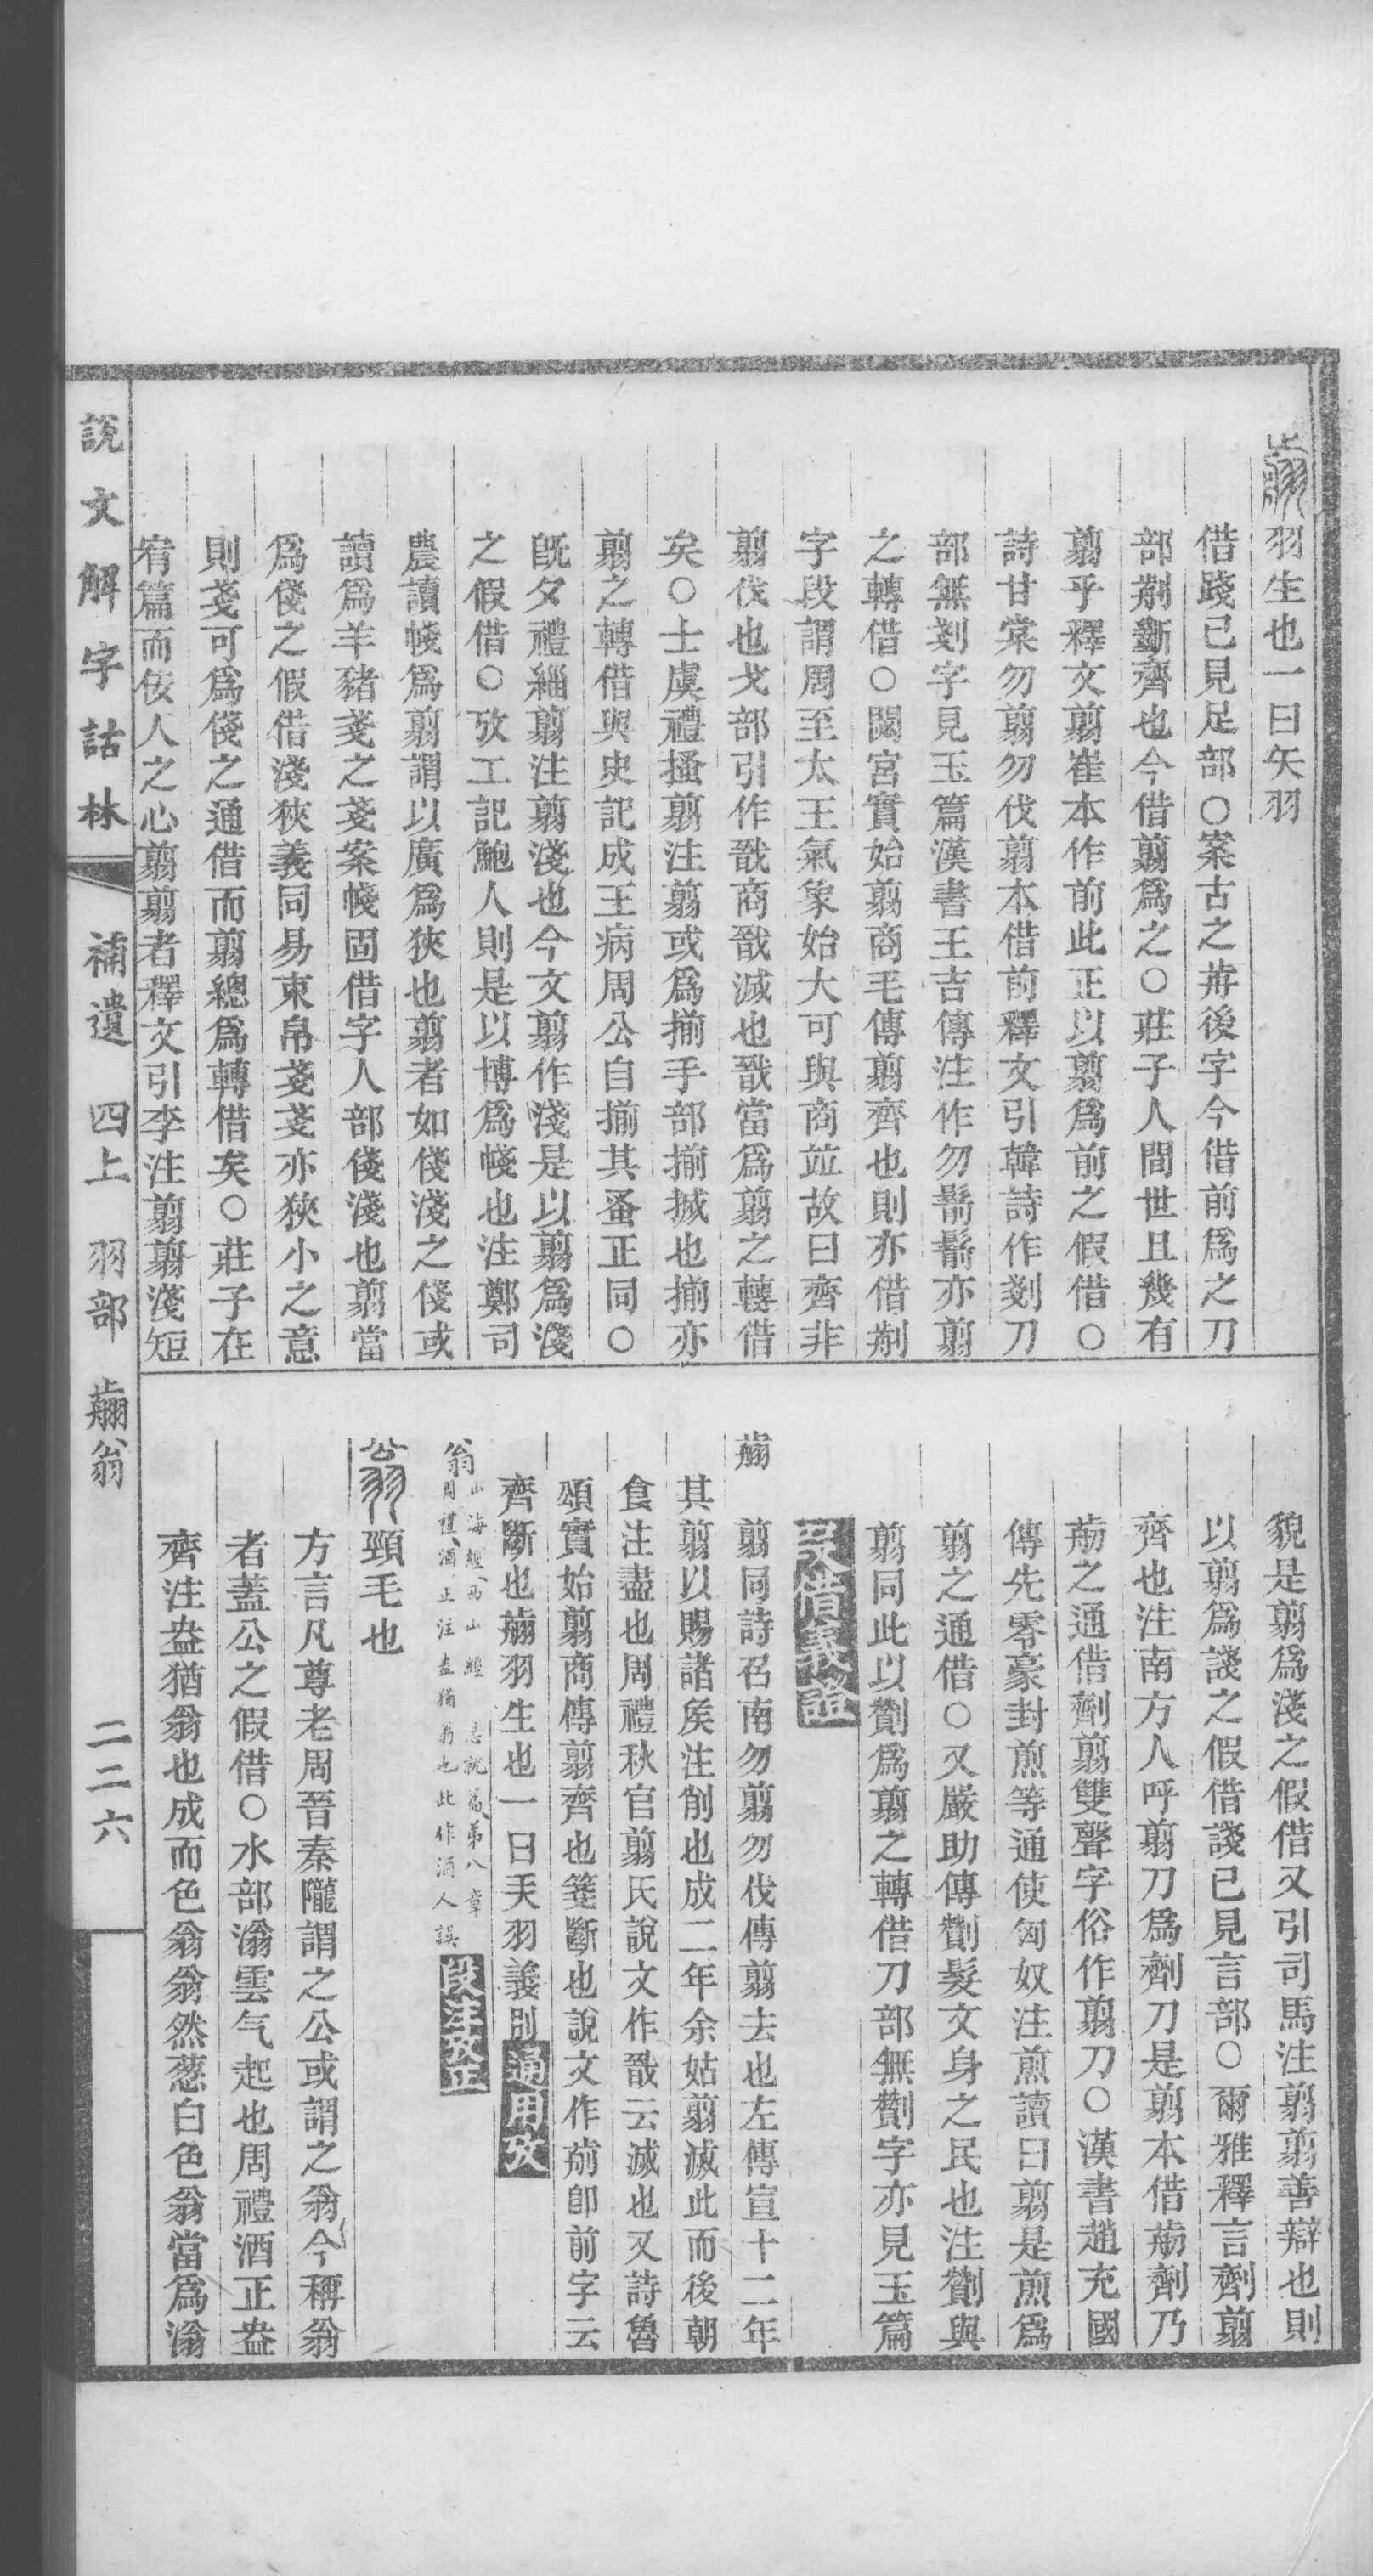 羽生也一曰矢羽
借踐已見足部○案古之歬後字今借前爲之刀
部剬斷齊也今借翦爲之○莊子人間世且幾有
翦乎釋文翦崔本作前此正以翦爲前之假借○
詩甘棠勿翦勿伐翦本借前釋文引韓詩作剗刀
部無剗字見玉篇漢書王吉傳注作勿鬋鬋亦翦
之轉借○閟宮實始翦商毛傳翦齊也則亦借剬
字段謂周至太王氣象始大可與商竝故曰齊非
翦伐也戈部引作戩商戩滅也戩當爲翦之轉借
矣○士虞禮搔翦注翦或爲揃手部揃搣也揃亦
翦之轉借與史記成王病周公自揃其蚤正同○
旣夕禮緇翦注翦淺也今文翦作淺是以翦爲淺
之假借○攷工記鮑人則是以博爲帴也注鄭司
農讀帴爲翦謂以廣爲狹也翦者如俴淺之俴或
讀爲羊豬戔之戔案帴固借字人部俴淺也翦當
爲俴之假借淺狹義同易束帛戔戔亦狹小之意
則戔可爲俴之通借而翦總爲轉借矣○莊子在
宥篇而佞人之心翦翦者釋文引李注翦翦淺短
貌是翦爲淺之假借又引司馬注翦翦善辯也則
以翦爲諓之假借諓已見言部○爾雅釋言劑翦
齊也注南方人呼翦刀爲劑刀是翦本借歬劑乃
歬之通借劑翦雙聲字俗作翦刀○漢書趙充國
傳先零豪封煎等通使匈奴注煎讀曰翦是煎爲
翦之通借○又嚴助傳劗髮文身之民也注劗與
翦同此以劗爲翦之轉借刀部無劗字亦見玉篇
翦 翦同詩召南勿翦勿伐傳翦去也左傳宣十二年
其翦以賜諸矦注削也成二年余姑翦滅此而後朝
食注盡也周禮秋官翦氏說文作戩云滅也又詩魯
頌實始翦商傳翦齊也箋斷也說文作歬卽前字云
齊斷也翦羽生也一曰天羽義別通用攷
翁山海經西山經 說 篇弟八章
周禮酒正注盎猶翁也此作酒人誤段注攷正
翁頸毛也
方言凡尊老周晉秦隴謂之公或謂之翁今稱翁
者蓋公之假借○水部滃雲气起也周禮酒正盎
齊注盎猶翁也成而色翁翁然蔥白色翁當爲滃
說文解字詁林 補遺 四上 羽部 翦翁 二二六